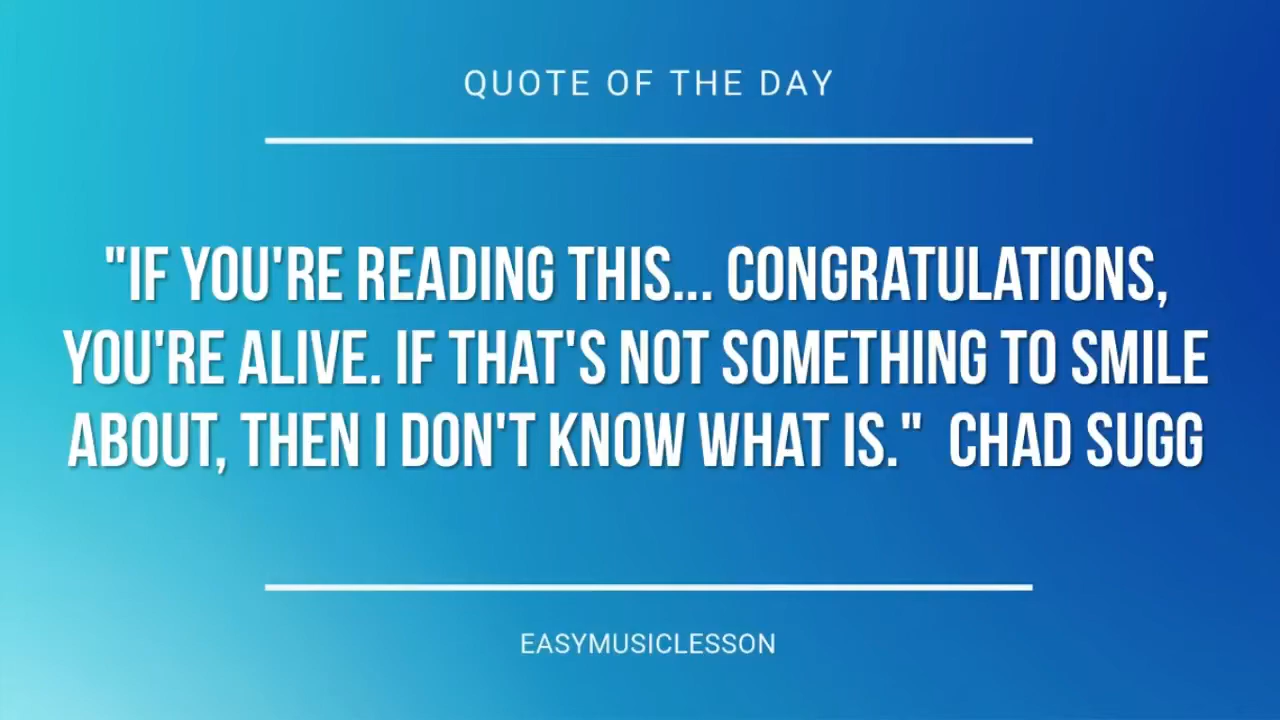 QUOTE OF THE DAY
"IF YOU'RE READING THIS... CONGRATULATIONS,
YOU'RE ALIVE. IF THAT'S NOT SOMETHING TO SMILE
ABOUT, THEN I DON'T KNOW WHAT IS."  CHAD SUGG
EASYMUSICLESSON